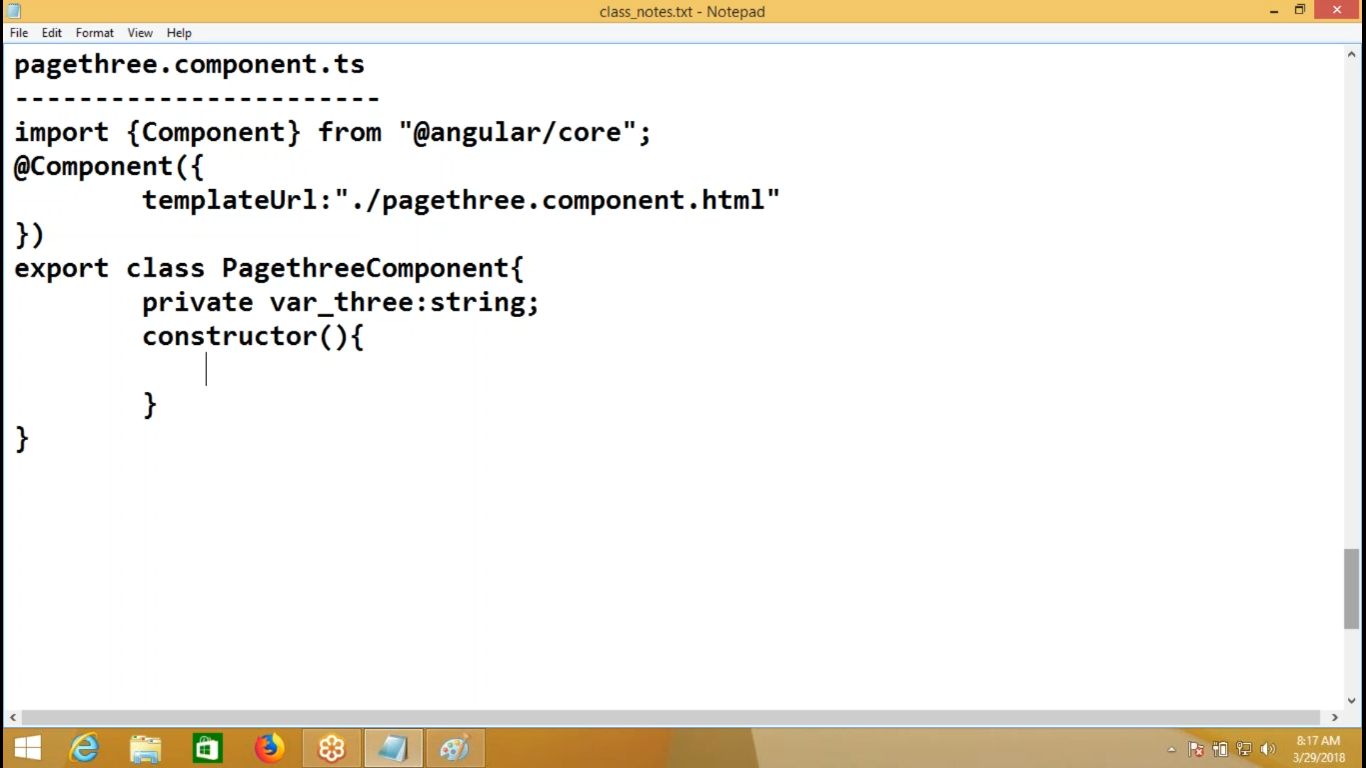 class_notes.txt - Notepad
File Edit Format View Help
pagethree.component.ts
-----------------------
import {Component} from "@angular/core";
@Component({
        templateUrl:"./pagethree.component.html"
})
export class PagethreeComponent{
        private var_three:string;
        constructor(){
        }
}
8:17 AM
3/29/2018